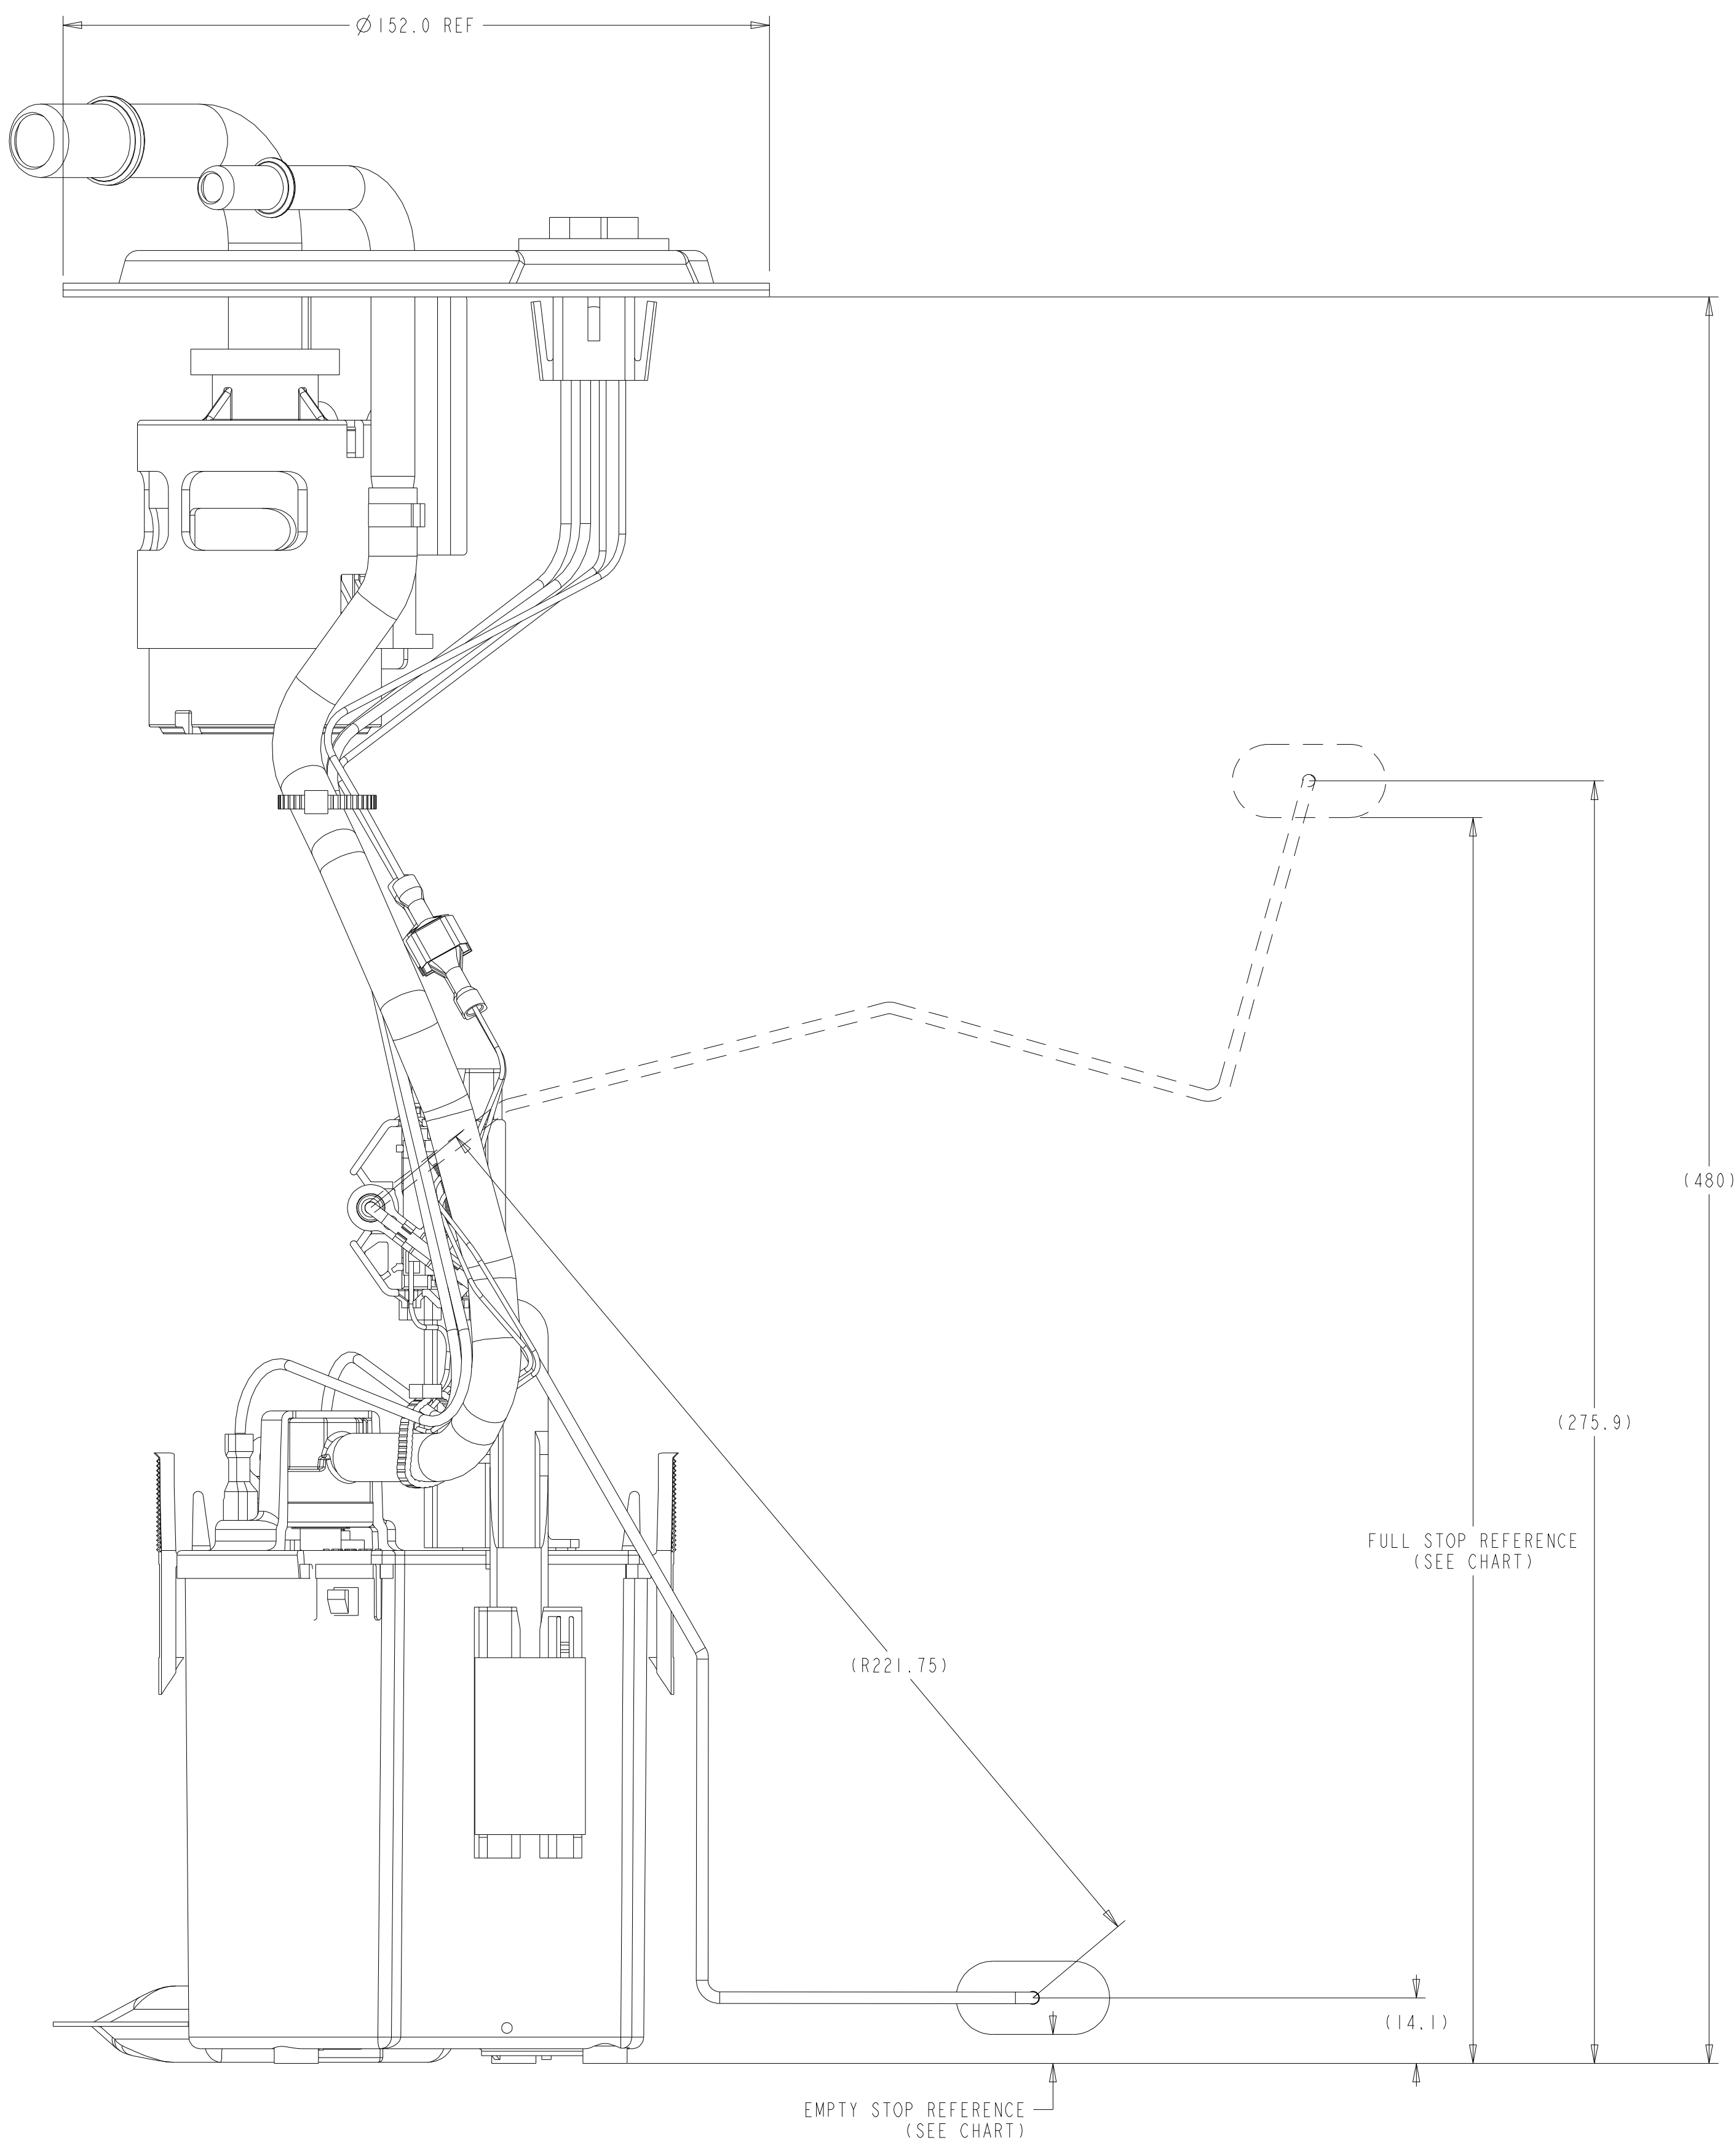 Ø152.0 REF
(480)
(275.9)
FULL STOP REFERENCE
(SEE CHART)
(R221.75)
(14.1)
EMPTY STOP REFERENCE
(SEE CHART)